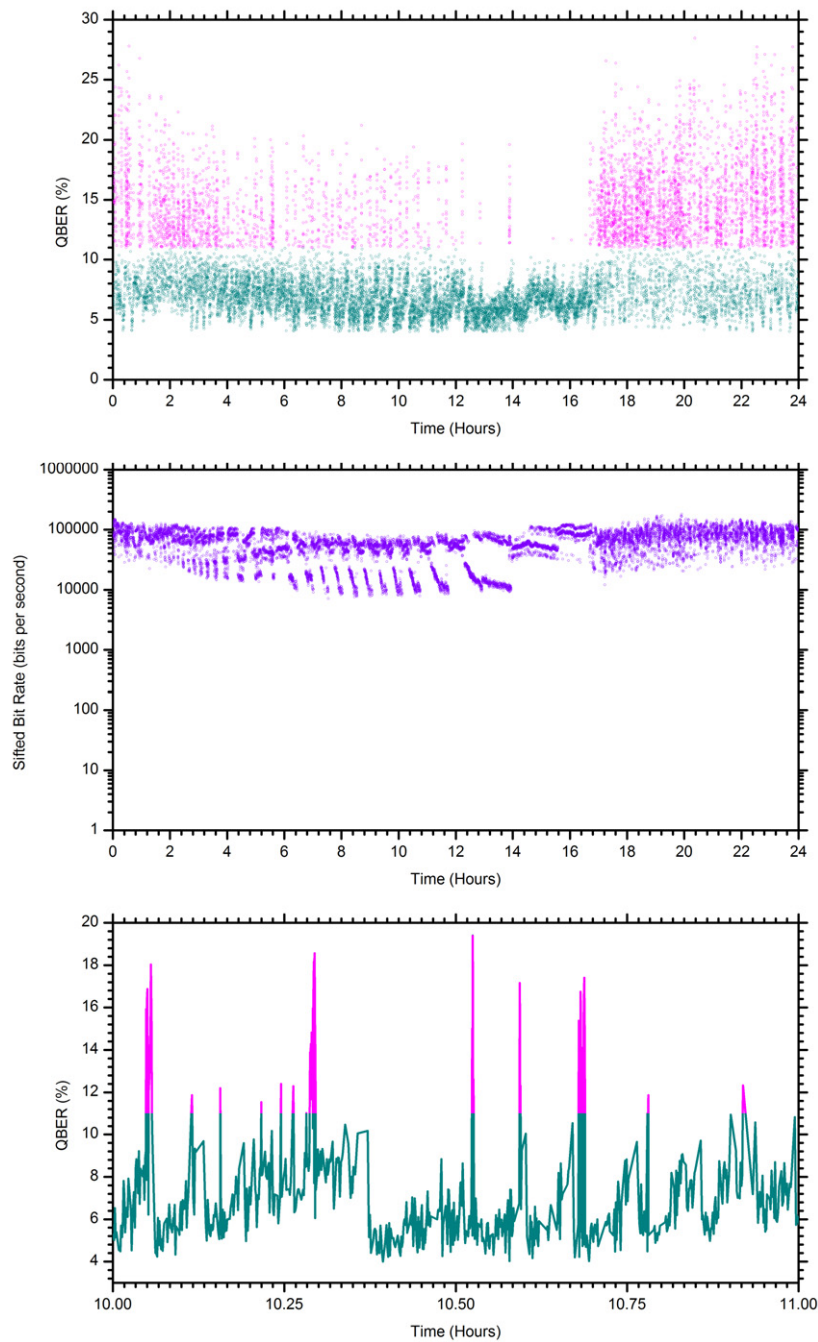 30
25
20
15
10
5
0
QBER (%)
0 2 4 6 8 10 12 14 16 18 20 22 24
Time (Hours)
1000000
100000
10000
1000
100
10
1
Sifted Bit Rate (bits per second)
0 2 4 6 8 10 12 14 16 18 20 22 24
Time (Hours)
20
18
16
14
12
10
8
6
4
QBER (%)
10.00 10.25 10.50 10.75 11.00
Time (Hours)